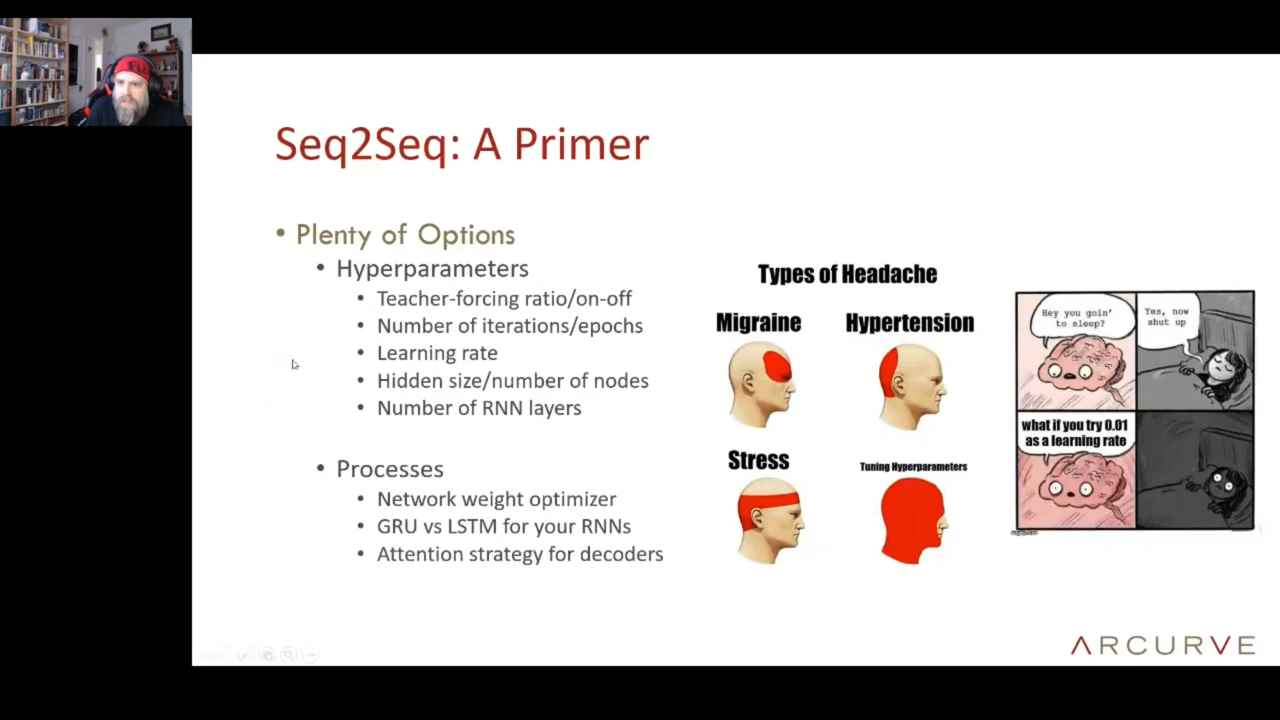 Seq2Seq: A Primer
• Plenty of Options
• Hyperparameters
• Teacher-forcing ratio/on-off
• Number of iterations/epochs
• Learning rate
• Hidden size/number of nodes
• Number of RNN layers
• Processes
• Network weight optimizer
• GRU vs LSTM for your RNNs
• Attention strategy for decoders
Types of Headache
Migraine
Hypertension
Stress
Tuning Hyperparameters
Hey you goin'
to sleep?
Yes, now
shut up
what if you try 0.01
as a learning rate
ARCURVE